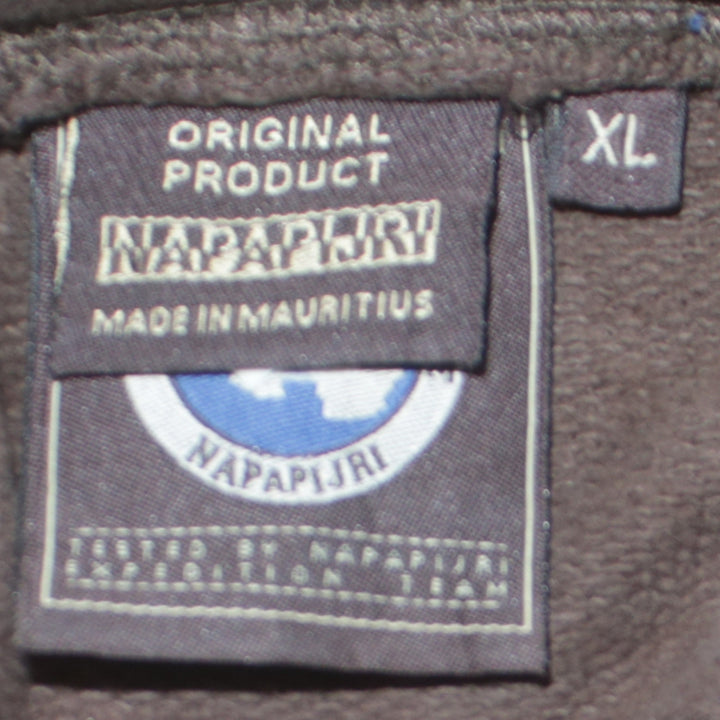 ORIGINAL
PRODUCT
NAPAPIJRI
MADE IN MAURITIUS
XL
NAPAPIJRI
TESTED BY NAPAPIJRI
EXPEDITION TEAM